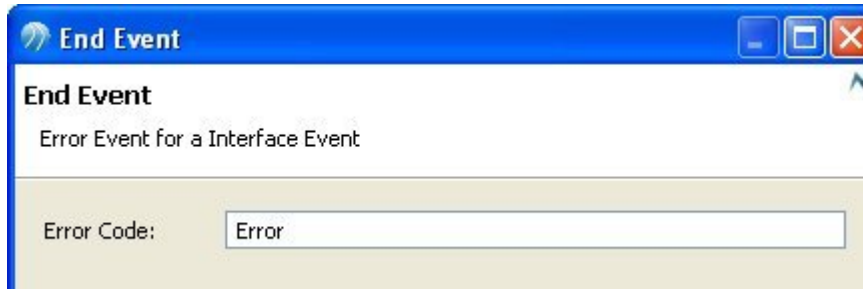 End Event
End Event
Error Event for a Interface Event
Error Code: Error